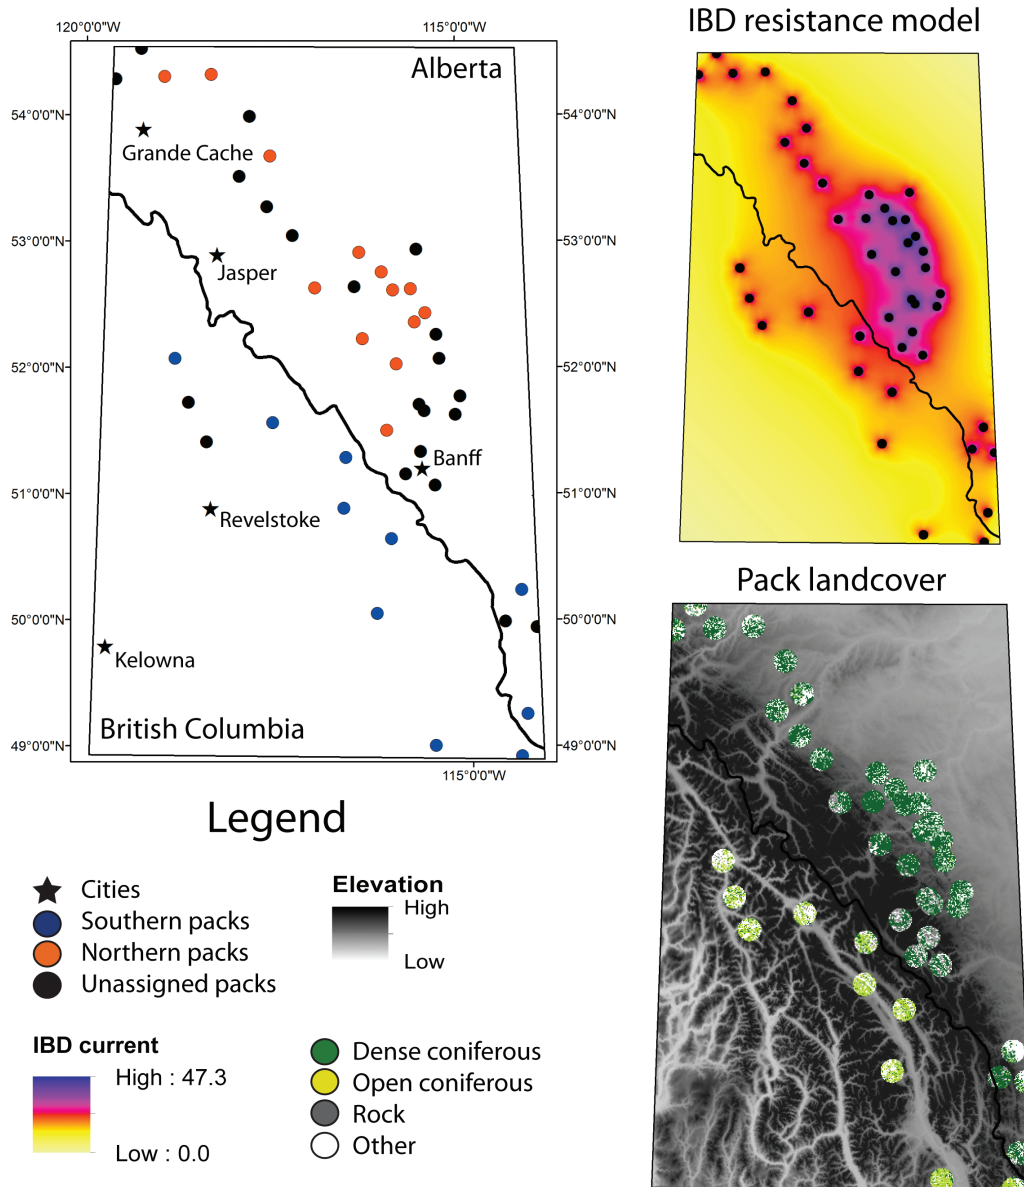 120°0'0"W
115°0'0"W
Alberta
54°0'0"N
54°0'0"N
Grande Cache
53°0'0"N
53°0'0"N
Jasper
52°0'0"N
52°0'0"N
Banff
51°0'0"N
51°0'0"N
Revelstoke
50°0'0"N
50°0'0"N
Kelowna
British Columbia
49°0'0"N
49°0'0"N
115°0'0"W
IBD resistance model
Pack landcover
Legend
Cities
Southern packs
Northern packs
Unassigned packs
Elevation
High
Low
IBD current
High : 47.3
Low : 0.0
Dense coniferous
Open coniferous
Rock
Other